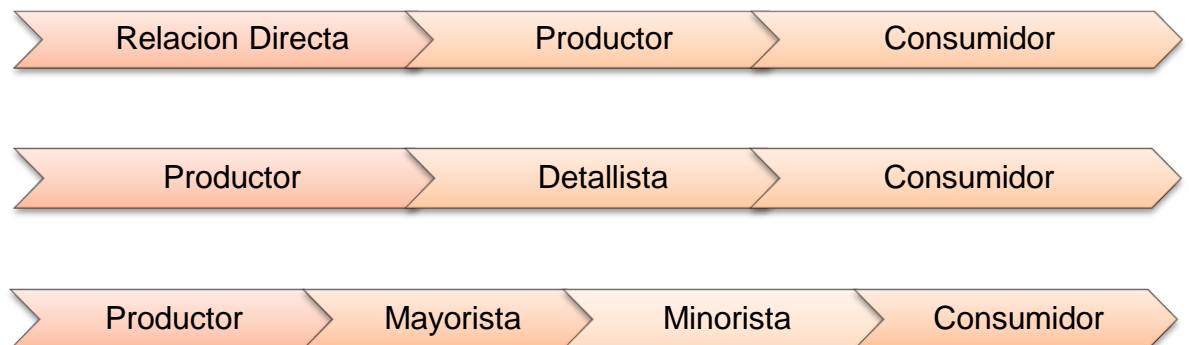 Relacion Directa Productor Consumidor
Productor Detallista Consumidor
Productor Mayorista Minorista Consumidor